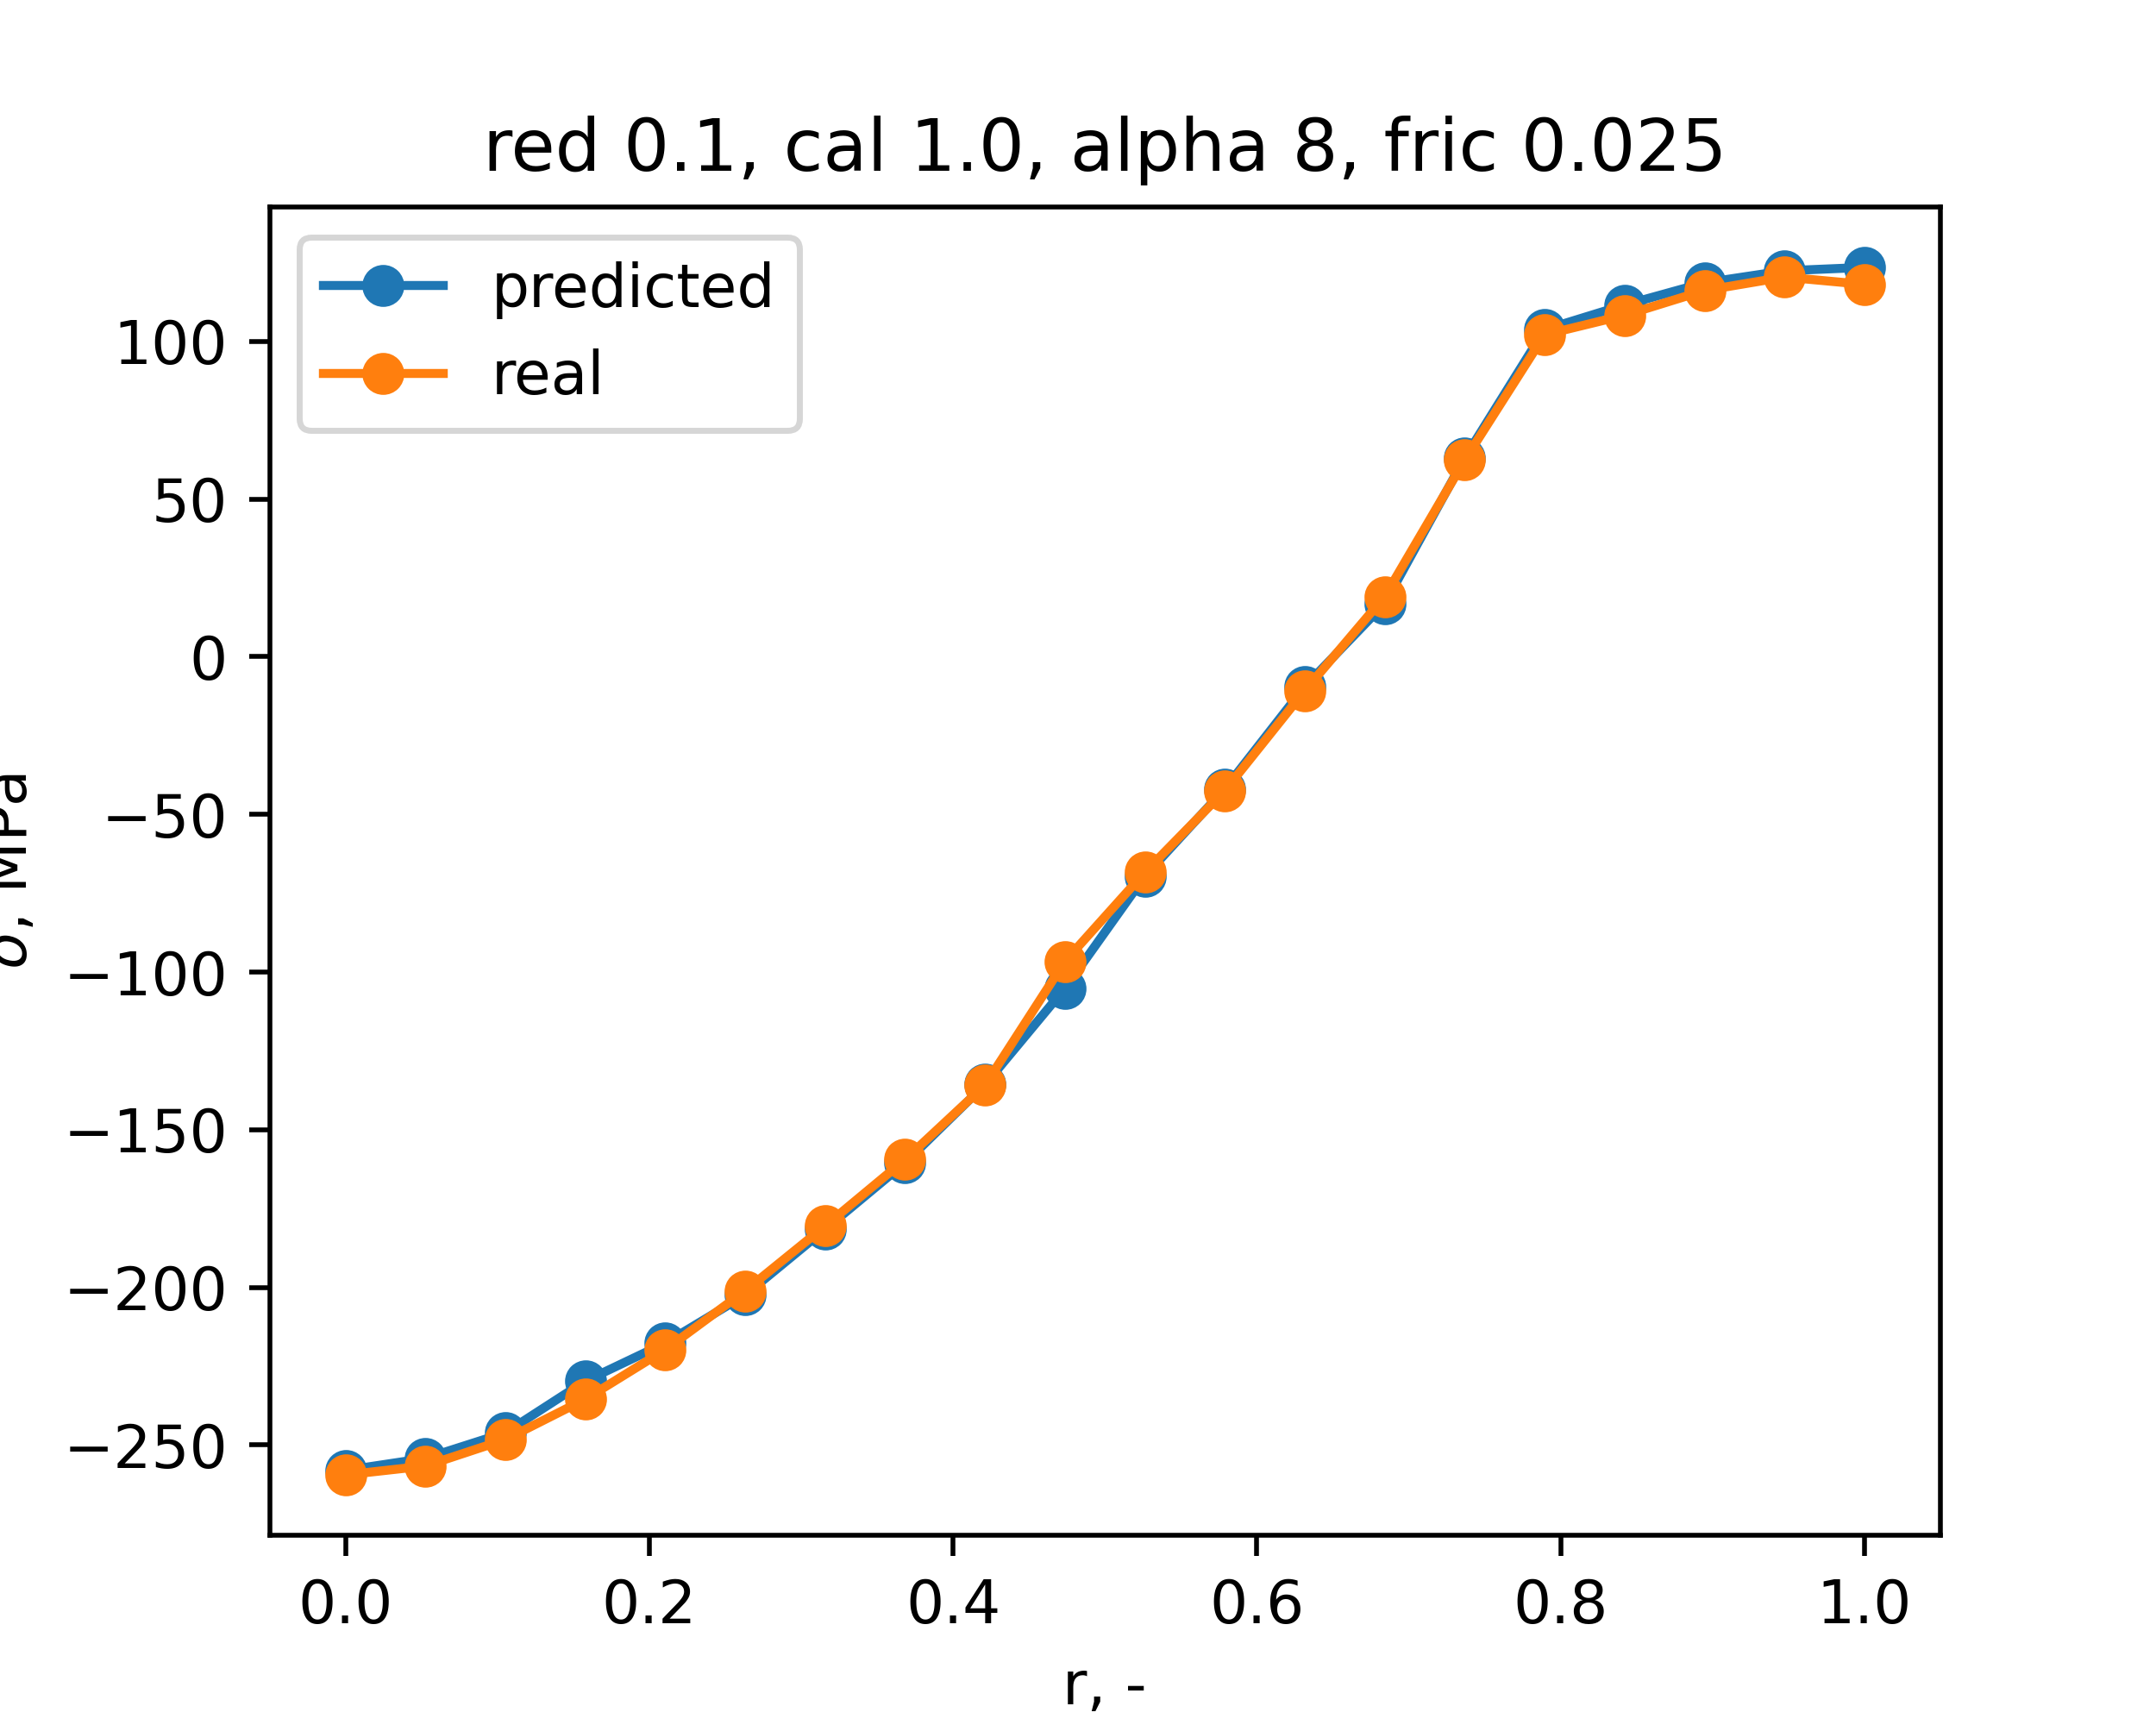 red 0.1, cal 1.0, alpha 8, fric 0.025
predicted
real
100
50
0
−50
−100
−150
−200
−250
σ, MPa
0.0 0.2 0.4 0.6 0.8 1.0
r, -